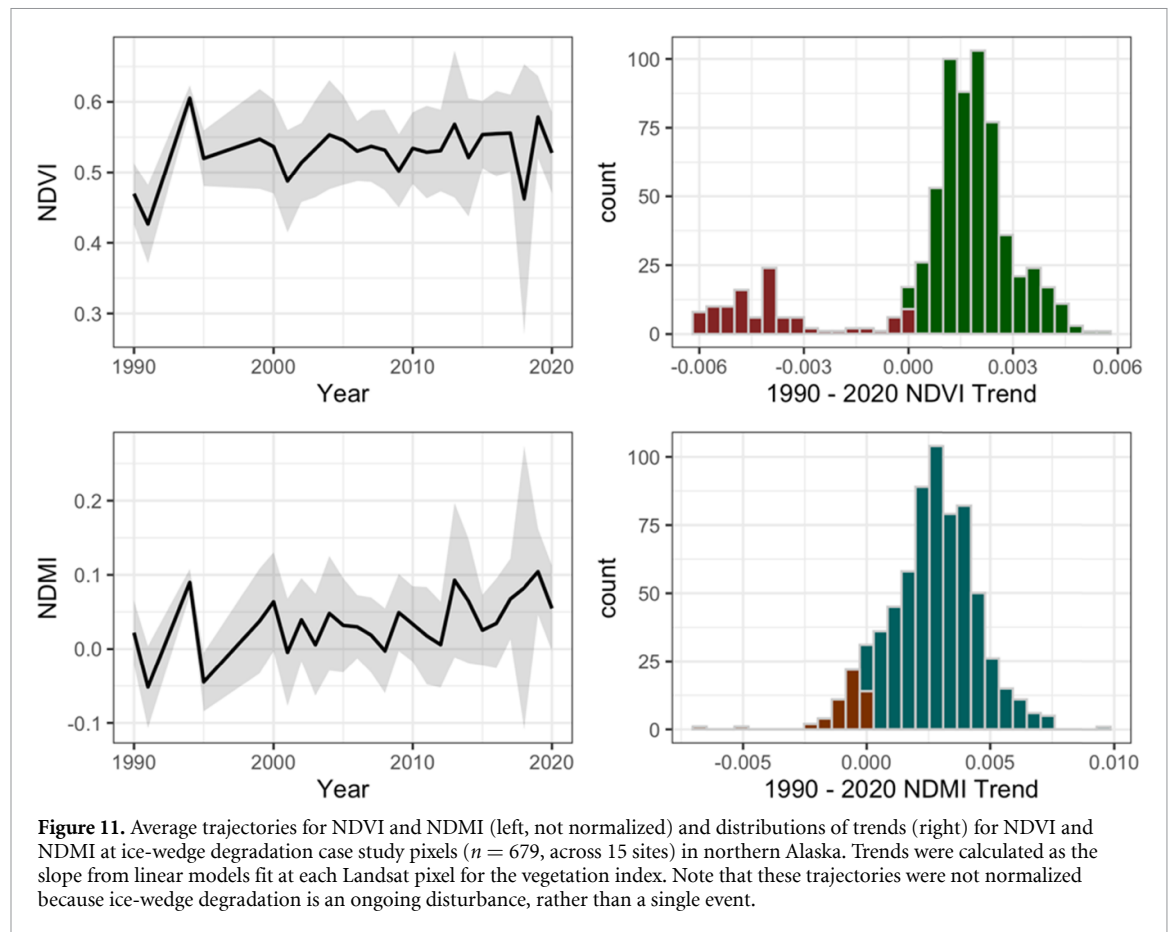 NDVI
0.6
0.5
0.4
0.3
1990 2000 2010 2020
Year
count
100
75
50
25
0
-0.006 -0.003 0.000 0.003 0.006
1990 - 2020 NDVI Trend
NDMI
0.2
0.1
0.0
-0.1
1990 2000 2010 2020
Year
count
100
75
50
25
0
-0.005 0.000 0.005 0.010
1990 - 2020 NDMI Trend
Figure 11. Average trajectories for NDVI and NDMI (left, not normalized) and distributions of trends (right) for NDVI and
NDMI at ice-wedge degradation case study pixels (n = 679, across 15 sites) in northern Alaska. Trends were calculated as the
slope from linear models fit at each Landsat pixel for the vegetation index. Note that these trajectories were not normalized
because ice-wedge degradation is an ongoing disturbance, rather than a single event.